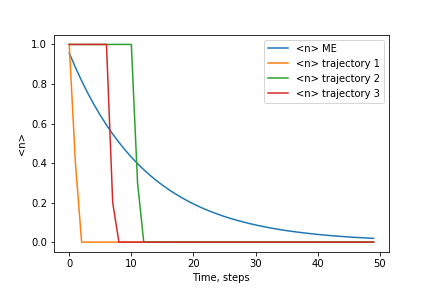 1.0
0.8
0.6
0.4
0.2
0.0
<n>
<n> ME
<n> trajectory 1
<n> trajectory 2
<n> trajectory 3
0 10 20 30 40 50
Time, steps